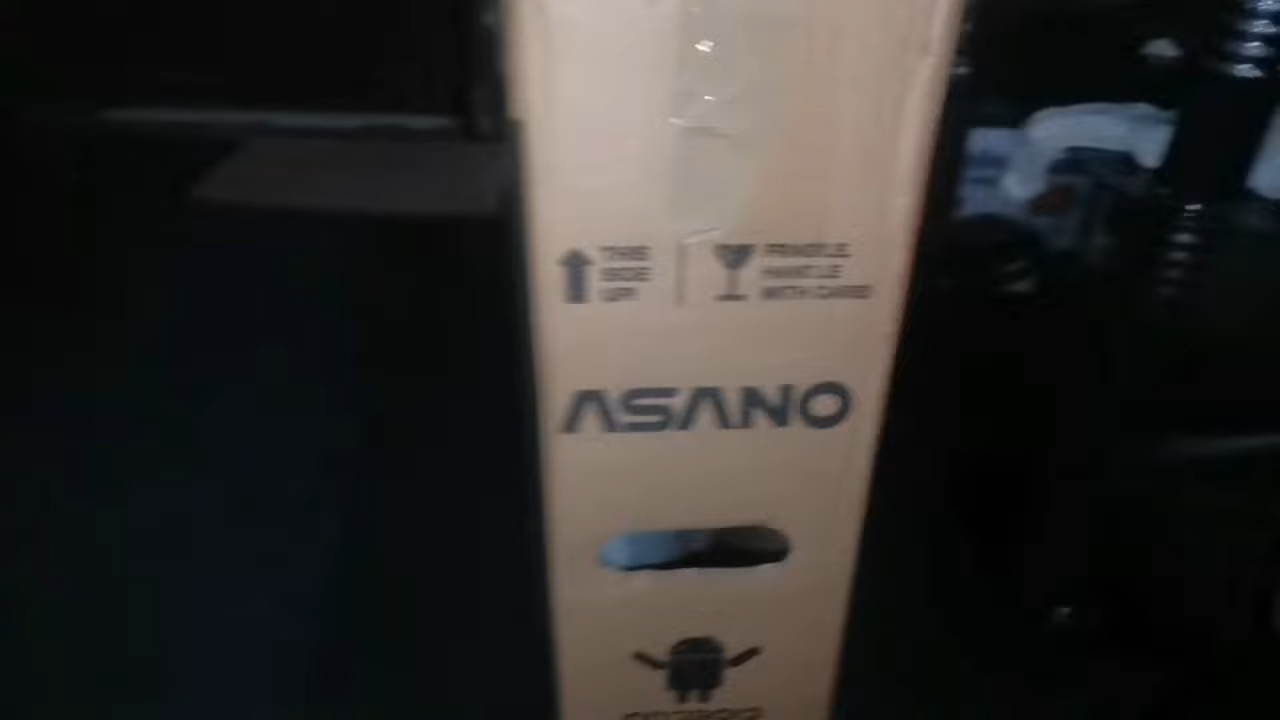 THIS
SIDE
UP!
FRAGILE
HANDLE
WITH CARE
ASANO